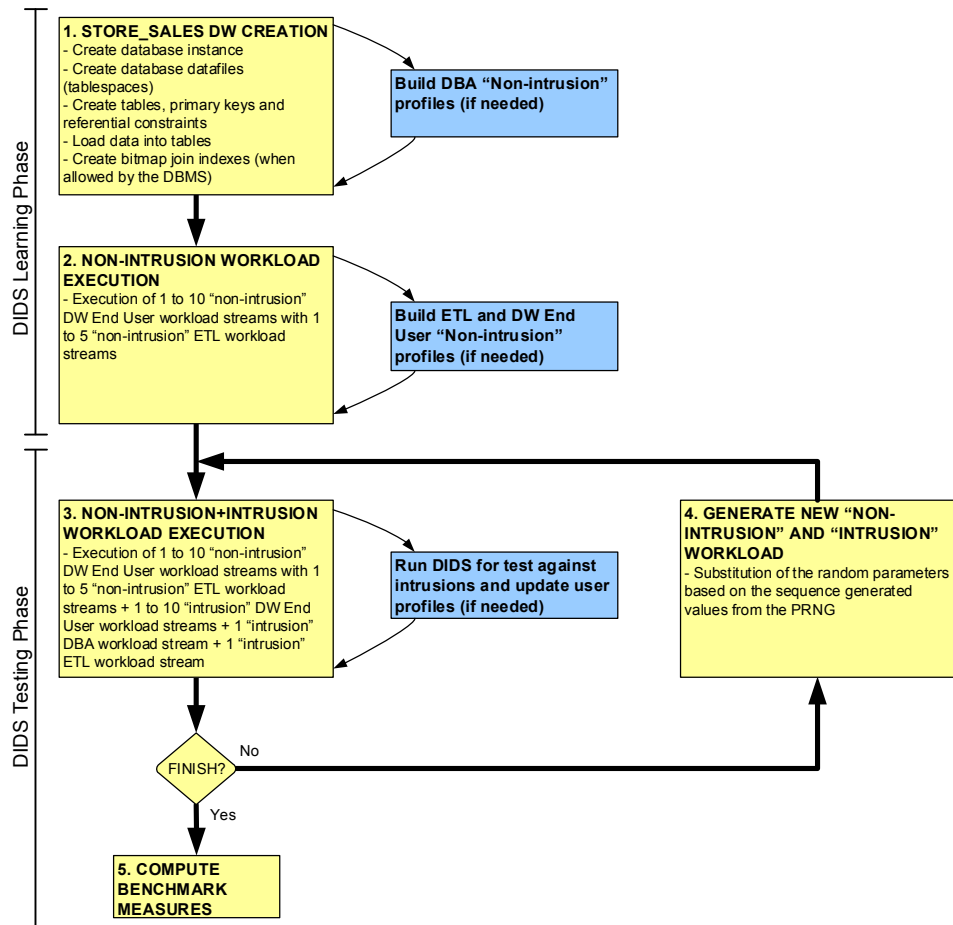 DIDS Learning Phase
1. STORE_SALES DW CREATION
- Create database instance
- Create database datafiles
(tablespaces)
- Create tables, primary keys and
referential constraints
- Load data into tables
- Create bitmap join indexes (when
allowed by the DBMS)
Build DBA “Non-intrusion”
profiles (if needed)
2. NON-INTRUSION WORKLOAD
EXECUTION
- Execution of 1 to 10 “non-intrusion”
DW End User workload streams with 1
to 5 “non-intrusion” ETL workload
streams
Build ETL and DW End
User “Non-intrusion”
profiles (if needed)
DIDS Testing Phase
3. NON-INTRUSION+INTRUSION
WORKLOAD EXECUTION
- Execution of 1 to 10 “non-intrusion”
DW End User workload streams with 1
to 5 “non-intrusion” ETL workload
streams + 1 to 10 “intrusion” DW End
User workload streams + 1 “intrusion”
DBA workload stream + 1 “intrusion”
ETL workload stream
Run DIDS for test against
intrusions and update user
profiles (if needed)
4. GENERATE NEW “NON-
INTRUSION” AND “INTRUSION”
WORKLOAD
- Substitution of the random parameters
based on the sequence generated
values from the PRNG
FINISH?
No
Yes
5. COMPUTE
BENCHMARK
MEASURES